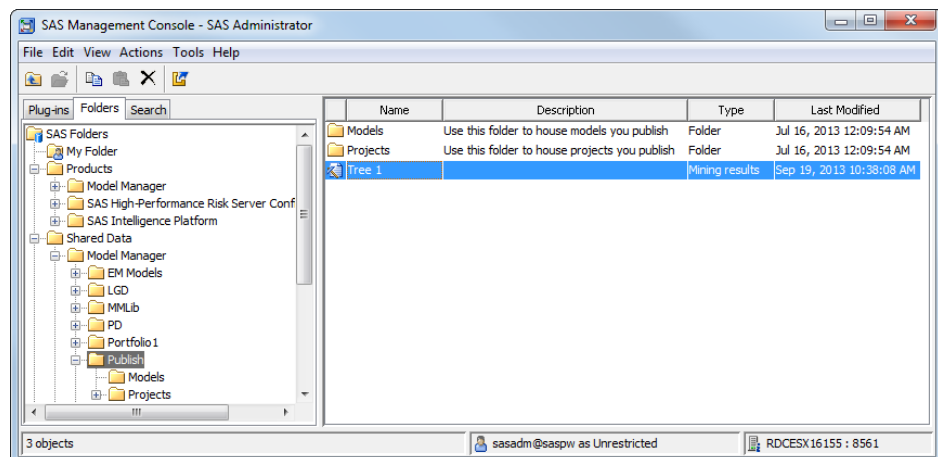 SAS Management Console - SAS Administrator
File Edit View Actions Tools Help
Plug-ins Folders Search
SAS Folders
My Folder
Products
Model Manager
SAS High-Performance Risk Server Conf
SAS Intelligence Platform
Shared Data
Model Manager
EM Models
LGD
MMLib
PD
Portfolio1
Publish
Models
Projects
Name Description Type Last Modified
Models Use this folder to house models you publish Folder Jul 16, 2013 12:09:54 AM
Projects Use this folder to house projects you publish Folder Jul 16, 2013 12:09:54 AM
Tree 1 Mining results Sep 19, 2013 10:38:08 AM
3 objects sasadm@saspw as Unrestricted RDCESX16155 : 8561